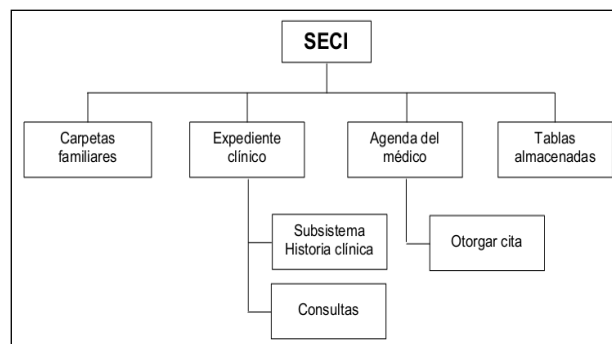 SECI
Carpetas
familiares
Expediente
clínico
Agenda del
médico
Tablas
almacenadas
Subsistema
Historia clínica
Otorgar cita
Consultas